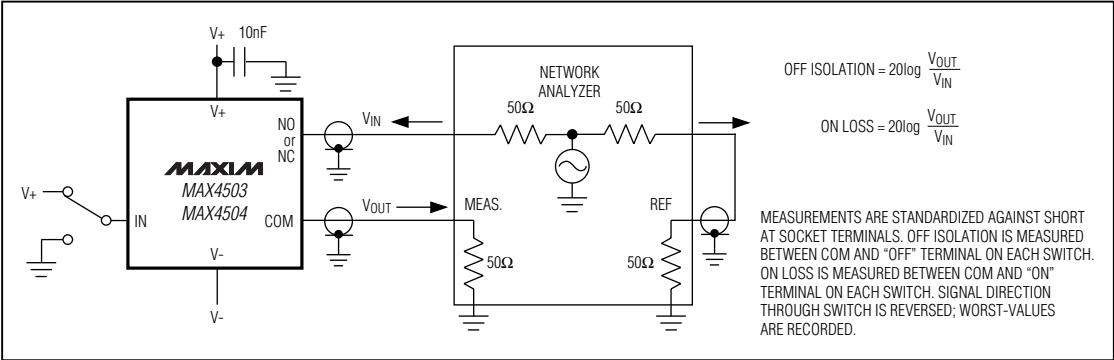 V+ 10nF
V+
NO
or
NC
MAXIM
MAX4503
MAX4504
COM
IN
V-
V-
V+
VIN
VOUT
NETWORK
ANALYZER
50Ω 50Ω
MEAS. REF
50Ω 50Ω
OFF ISOLATION = 20log VOUT
VIN
ON LOSS = 20log VOUT
VIN
MEASUREMENTS ARE STANDARDIZED AGAINST SHORT
AT SOCKET TERMINALS. OFF ISOLATION IS MEASURED
BETWEEN COM AND “OFF” TERMINAL ON EACH SWITCH.
ON LOSS IS MEASURED BETWEEN COM AND “ON”
TERMINAL ON EACH SWITCH. SIGNAL DIRECTION
THROUGH SWITCH IS REVERSED; WORST-VALUES
ARE RECORDED.